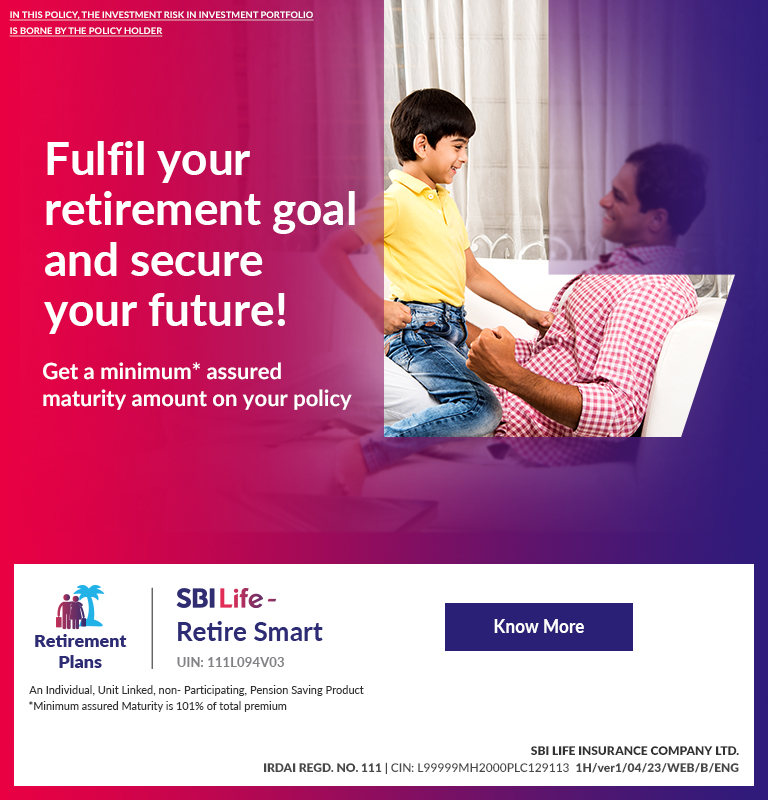 IN THIS POLICY, THE INVESTMENT RISK IN INVESTMENT PORTFOLIO
IS BORNE BY THE POLICY HOLDER
Fulfil your
retirement goal
and secure
your future!
Get a minimum* assured
maturity amount on your policy
Retirement
Plans
SBI Life -
Retire Smart
UIN: 111L094V03
Know More
An Individual, Unit Linked, non- Participating, Pension Saving Product
*Minimum assured Maturity is 101% of total premium
SBI LIFE INSURANCE COMPANY LTD.
IRDAI REGD. NO. 111 | CIN: L99999MH2000PLC129113 1H/ver1/04/23/WEB/B/ENG